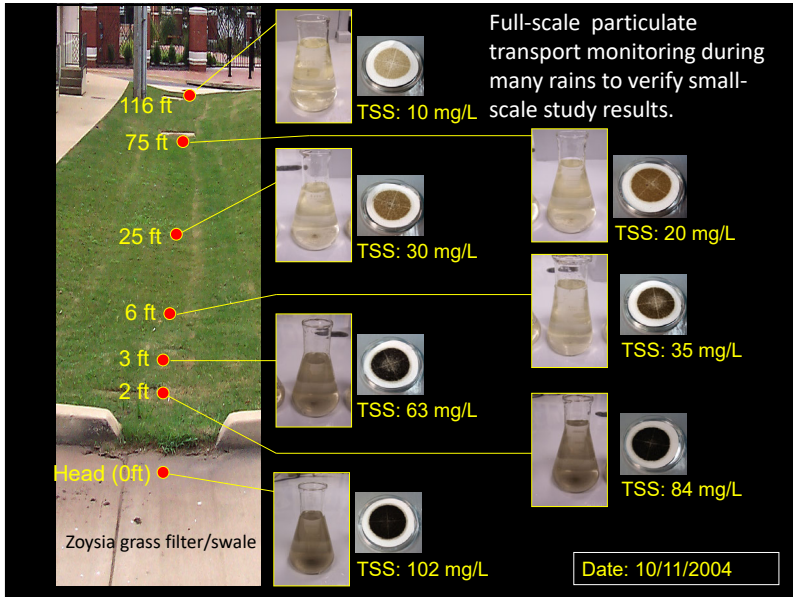 Full-scale particulate
transport monitoring during
many rains to verify small-
scale study results.
116 ft
TSS: 10 mg/L
75 ft
TSS: 20 mg/L
25 ft
TSS: 30 mg/L
6 ft
TSS: 35 mg/L
3 ft
TSS: 63 mg/L
2 ft
TSS: 84 mg/L
Head (0ft)
TSS: 102 mg/L
Zoysia grass filter/swale
Date: 10/11/2004